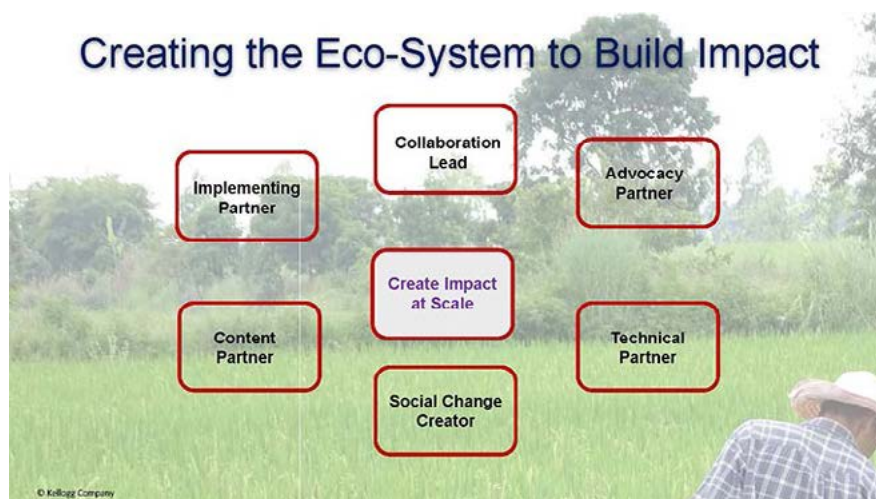 Creating the Eco-System to Build Impact
Collaboration
Lead
Implementing
Partner
Advocacy
Partner
Create Impact
at Scale
Content
Partner
Technical
Partner
Social Change
Creator
© Kellogg Company